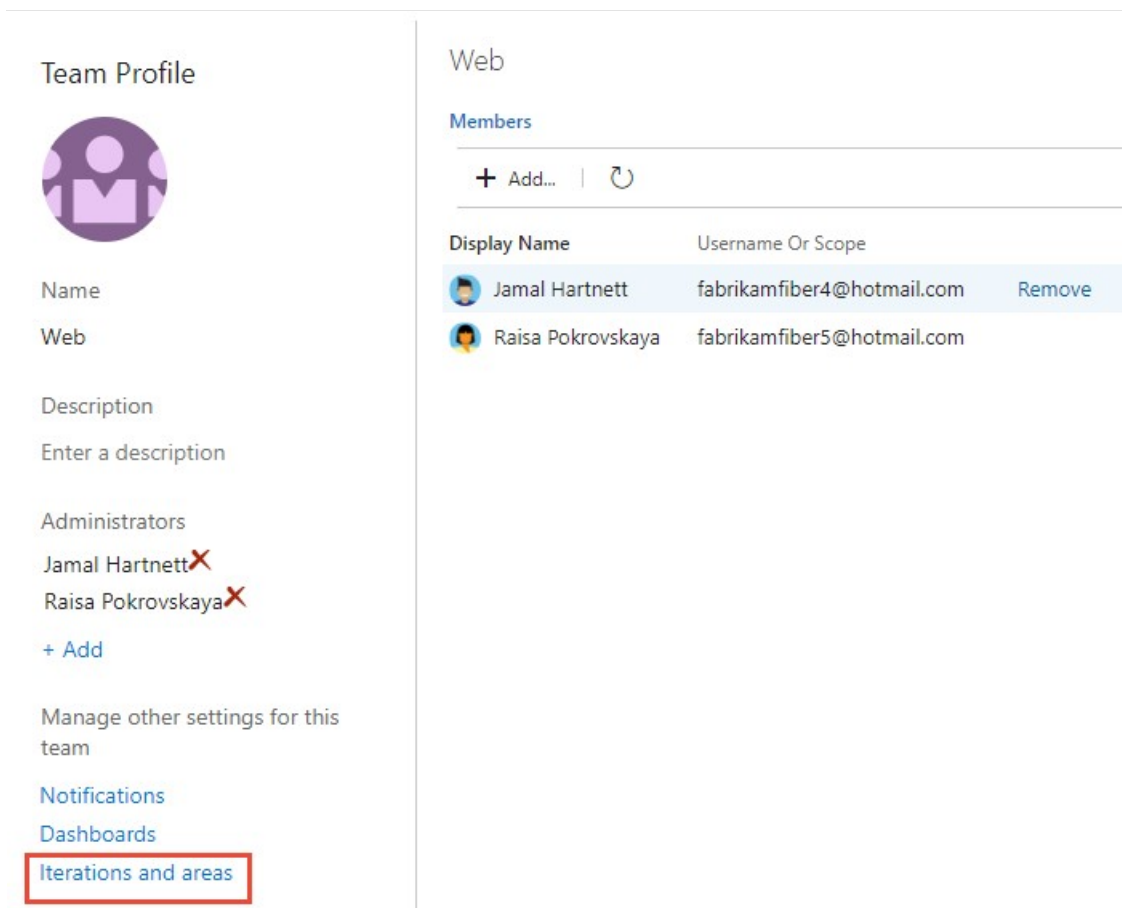 Team Profile
Name
Web
Description
Enter a description
Administrators
Jamal Hartnett
Raisa Pokrovskaya
+ Add
Manage other settings for this
team
Notifications
Dashboards
Iterations and areas
Web
Members
+ Add...
Display Name Username Or Scope
Jamal Hartnett fabrikamfiber4@hotmail.com Remove
Raisa Pokrovskaya fabrikamfiber5@hotmail.com